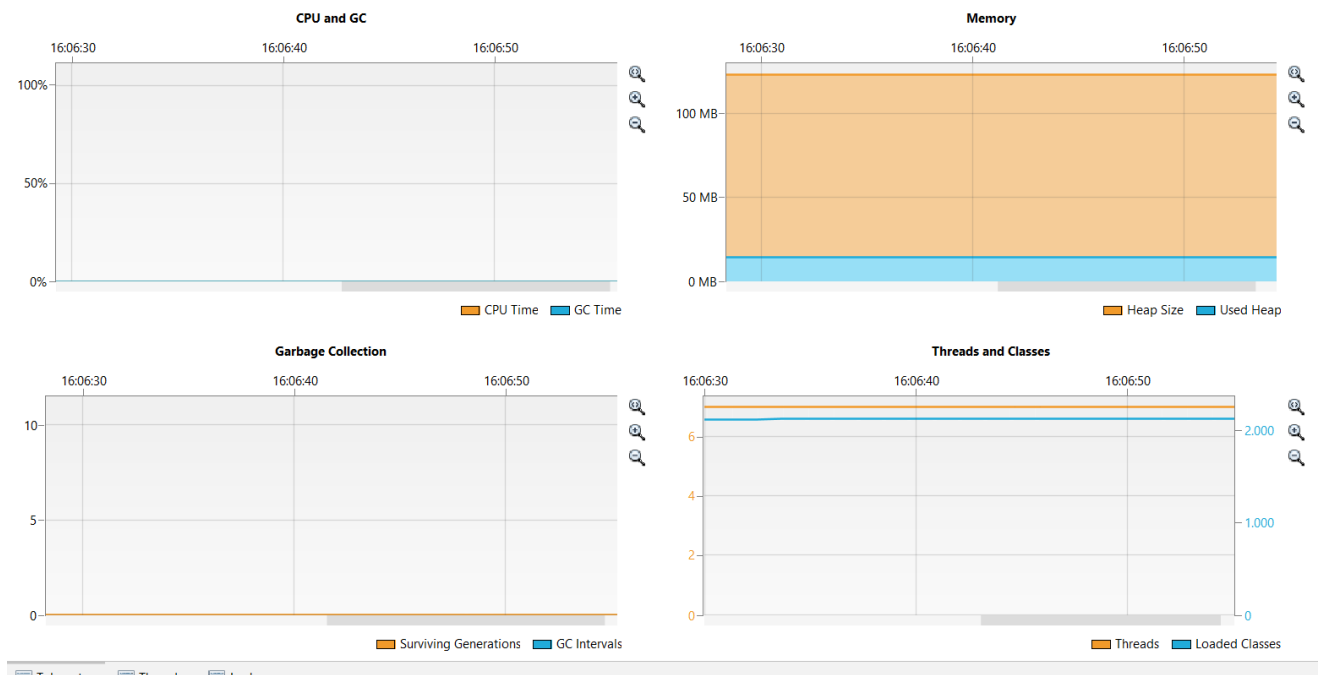 CPU and GC
16:06:30 16:06:40 16:06:50
100%
50%
0%
CPU Time GC Time
Memory
16:06:30 16:06:40 16:06:50
100 MB
50 MB
0 MB
Heap Size Used Heap
Garbage Collection
16:06:30 16:06:40 16:06:50
10
5
0
Surviving Generations GC Intervals
Threads and Classes
16:06:30 16:06:40 16:06:50
6
4
2
0
2.000
1.000
0
Threads Loaded Classes